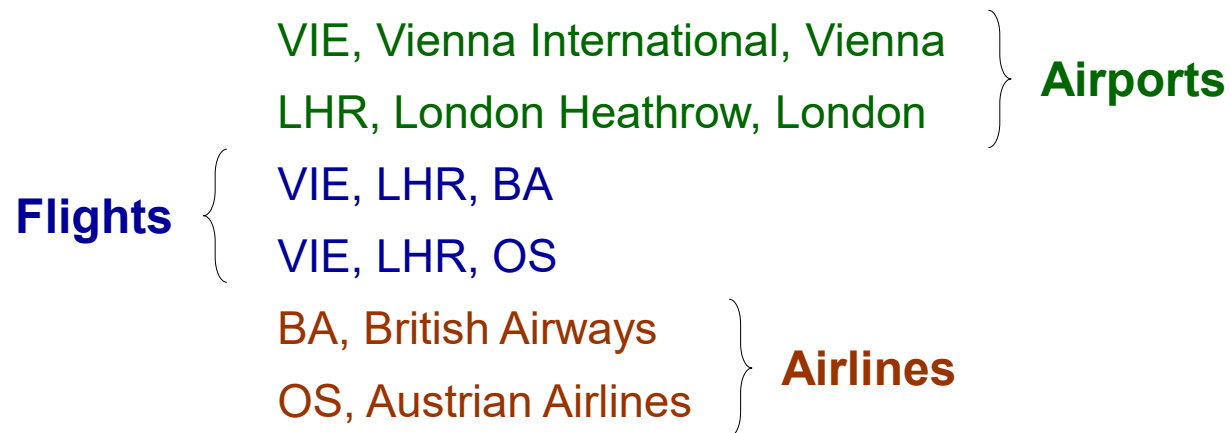 VIE, Vienna International, Vienna
LHR, London Heathrow, London
Airports
Flights
VIE, LHR, BA
VIE, LHR, OS
BA, British Airways
OS, Austrian Airlines
Airlines